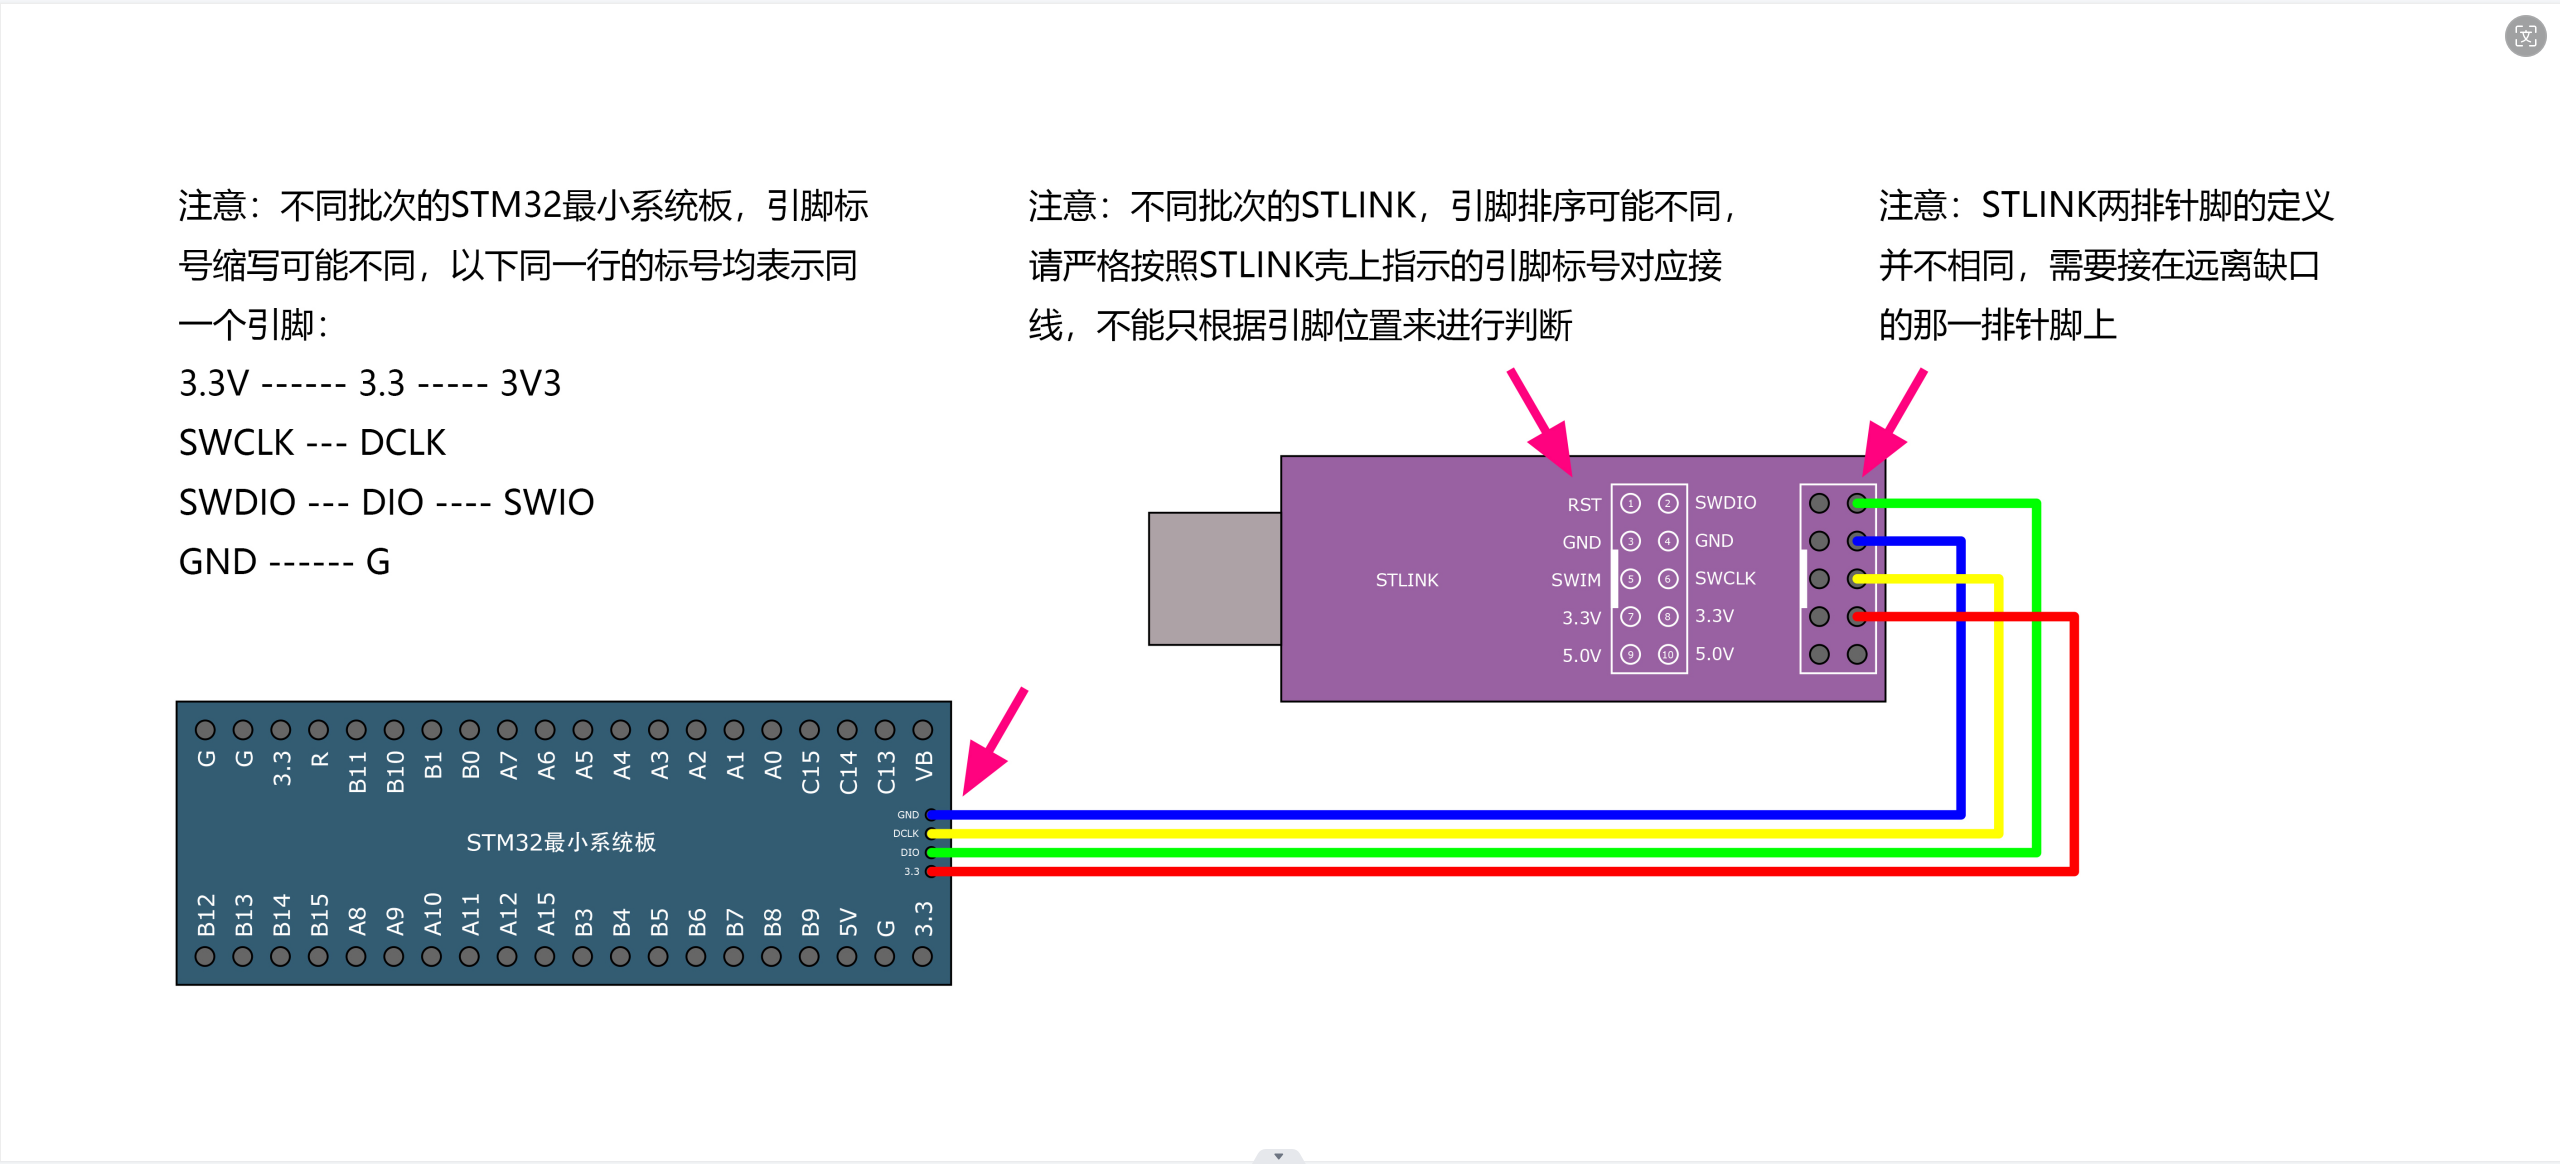 注意：不同批次的STM32最小系统板，引脚标
号缩写可能不同，以下同一行的标号均表示同
一个引脚：
3.3V ------ 3.3 ----- 3V3
SWCLK --- DCLK
SWDIO --- DIO ---- SWIO
GND ------ G
注意：不同批次的STLINK，引脚排序可能不同，
请严格按照STLINK壳上指示的引脚标号对应接
线，不能只根据引脚位置来进行判断
注意：STLINK两排针脚的定义
并不相同，需要接在远离缺口
的那一排针脚上
STLINK
RST 1 2 SWDIO
GND 3 4 GND
SWIM 5 6 SWCLK
3.3V 7 8 3.3V
5.0V 9 10 5.0V
G G 3.3 R B11 B10 B1 B0 A7 A6 A5 A4 A3 A2 A1 A0 C15 C14 C13 VB
GND
DCLK
DIO
3.3
STM32最小系统板
B12 B13 B14 B15 A8 A9 A10 A11 A12 A15 B3 B4 B5 B6 B7 B8 B9 5V G 3.3
文